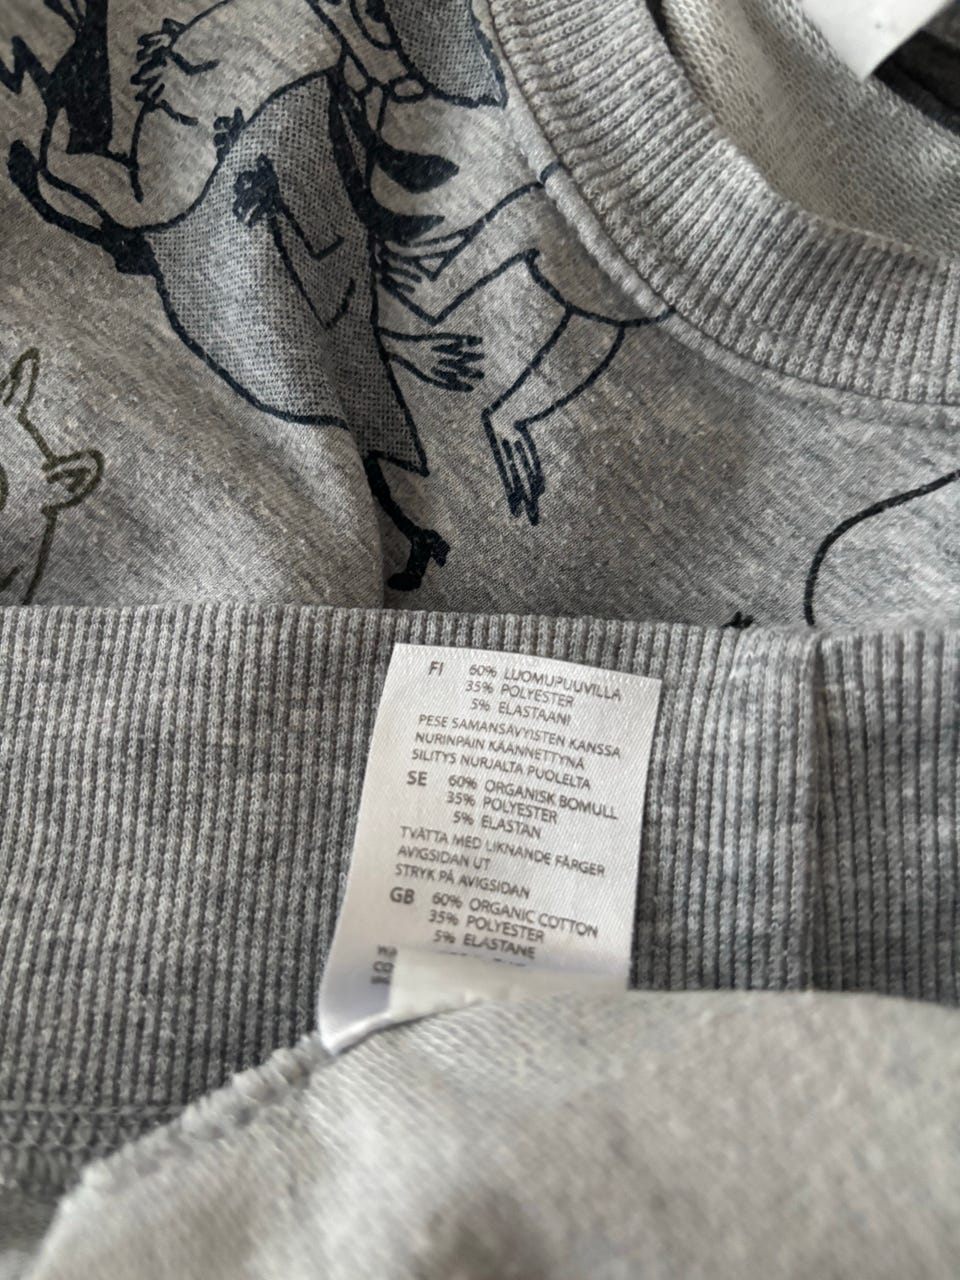 FI 60% LUOMUPUUVILLA
35% POLYESTER
5% ELASTAANI
PESE SAMANSÄVYISTEN KANSSA
NURINPÄIN KÄÄNNETTYNÄ
SILITYS NURJALTA PUOLELTA
SE 60% ORGANISK BOMULL
35% POLYESTER
5% ELASTAN
TVÄTTA MED LIKNANDE FÄRGER
AVIGSIDAN UT
STRYK PÅ AVIGSIDAN
GB 60% ORGANIC COTTON
35% POLYESTER
5% ELASTANE